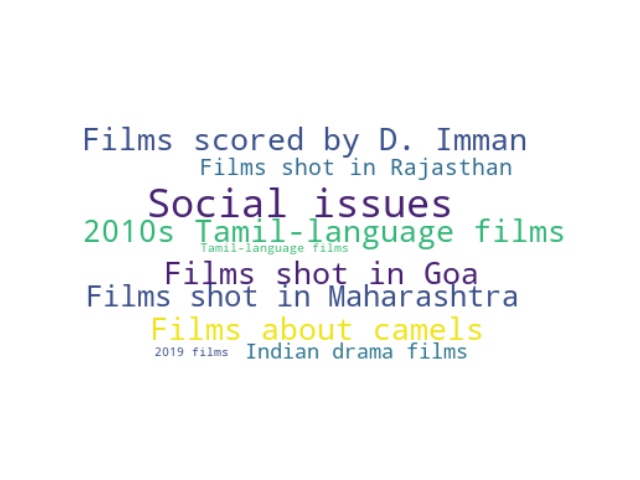 Films scored by D. Imman
Films shot in Rajasthan
Social issues
2010s Tamil-language films
Tamil-language films
Films shot in Goa
Films shot in Maharashtra
Films about camels
2019 films
Indian drama films